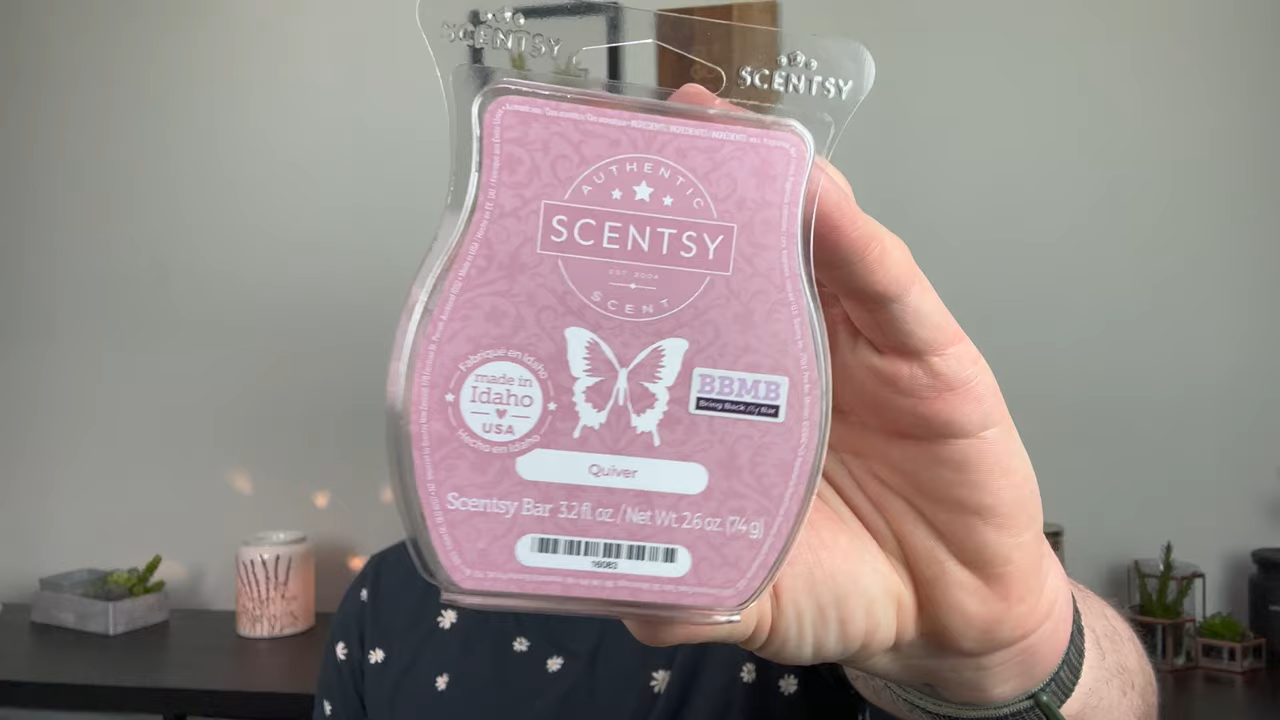 SCENTSY
SCENTSY
AUTHENTIC
SCENTSY
EST. 2004
SCENT
Fabriqué en Idaho
made in
Idaho
USA
Hecho en Idaho
BBMB
Bring Back My Bar
Quiver
Scentsy Bar 3.2 fl. oz. / Net Wt. 2.6 oz. (74 g)
16083